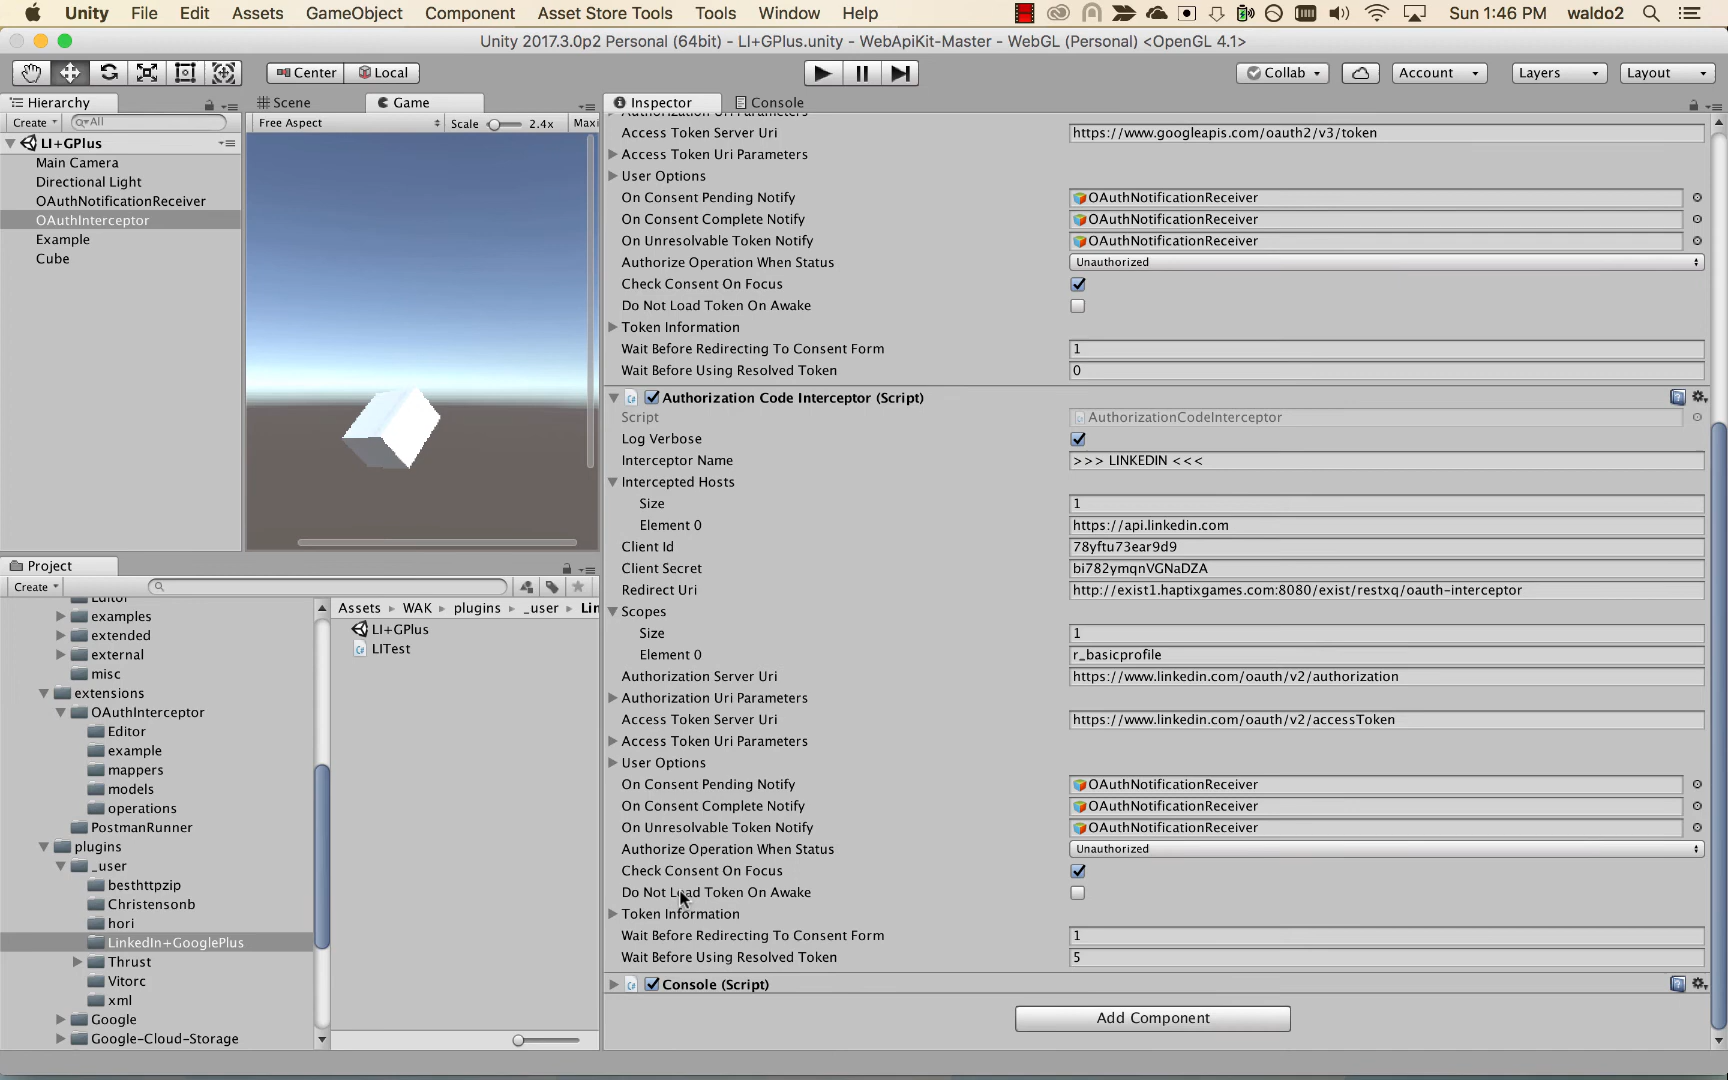 Unity File Edit Assets GameObject Component Asset Store Tools Tools Window Help Sun 1:46 PM waldo2
Unity 2017.3.0p2 Personal (64bit) - LI+GPlus.unity - WebApiKit-Master - WebGL (Personal) <OpenGL 4.1>
Center Local Collab Account Layers Layout
Hierarchy
Create All
LI+GPlus
Main Camera
Directional Light
OAuthNotificationReceiver
OAuthInterceptor
Example
Cube
Scene Game
Free Aspect Scale 2.4x Maxi
Project
Create
Editor
examples
extended
external
misc
extensions
OAuthInterceptor
Editor
example
mappers
models
operations
PostmanRunner
plugins
_user
besthttpzip
Christensonb
hori
LinkedIn+GooglePlus
Thrust
Vitorc
xml
Google
Google-Cloud-Storage
Assets WAK plugins _user Lin
LI+GPlus
LITest
Inspector Console
Authorization Uri Parameters
Access Token Server Uri https://www.googleapis.com/oauth2/v3/token
Access Token Uri Parameters
User Options
On Consent Pending Notify OAuthNotificationReceiver
On Consent Complete Notify OAuthNotificationReceiver
On Unresolvable Token Notify OAuthNotificationReceiver
Authorize Operation When Status Unauthorized
Check Consent On Focus
Do Not Load Token On Awake
Token Information
Wait Before Redirecting To Consent Form 1
Wait Before Using Resolved Token 0
Authorization Code Interceptor (Script)
Script AuthorizationCodeInterceptor
Log Verbose
Interceptor Name >>> LINKEDIN <<<
Intercepted Hosts
Size 1
Element 0 https://api.linkedin.com
Client Id 78yftu73ear9d9
Client Secret bi782ymqnVGNaDZA
Redirect Uri http://exist1.haptixgames.com:8080/exist/restxq/oauth-interceptor
Scopes
Size 1
Element 0 r_basicprofile
Authorization Server Uri https://www.linkedin.com/oauth/v2/authorization
Authorization Uri Parameters
Access Token Server Uri https://www.linkedin.com/oauth/v2/accessToken
Access Token Uri Parameters
User Options
On Consent Pending Notify OAuthNotificationReceiver
On Consent Complete Notify OAuthNotificationReceiver
On Unresolvable Token Notify OAuthNotificationReceiver
Authorize Operation When Status Unauthorized
Check Consent On Focus
Do Not Load Token On Awake
Token Information
Wait Before Redirecting To Consent Form 1
Wait Before Using Resolved Token 5
Console (Script)
Add Component